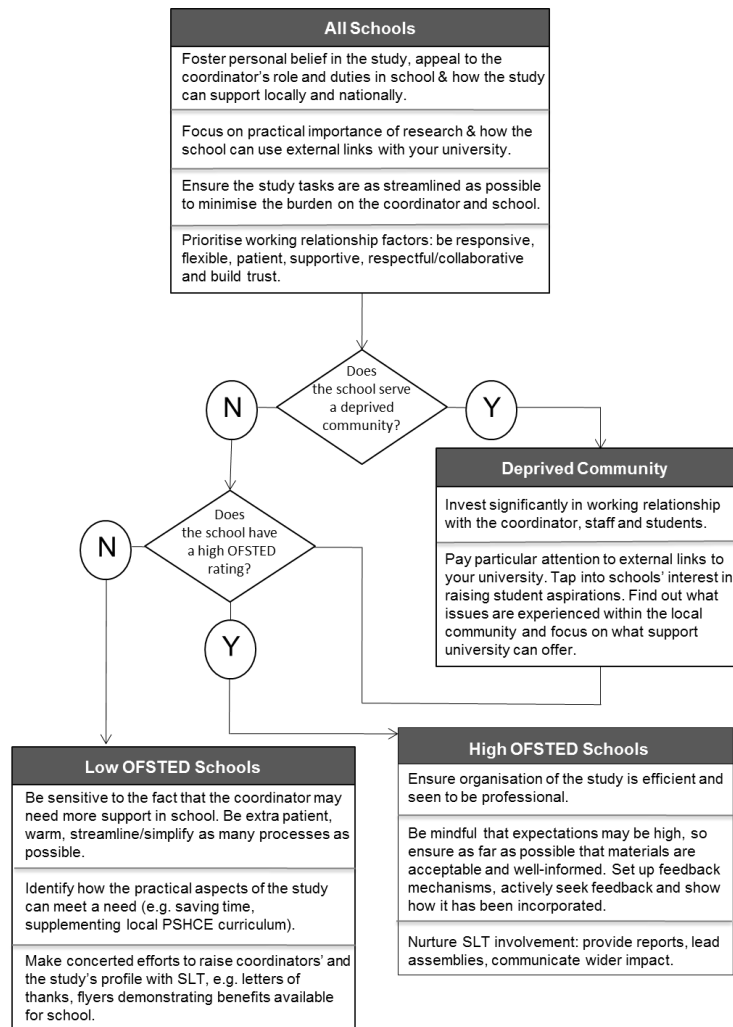 All Schools
Foster personal belief in the study, appeal to the
coordinator's role and duties in school & how the study
can support locally and nationally.
Focus on practical importance of research & how the
school can use external links with your university.
Ensure the study tasks are as streamlined as possible
to minimise the burden on the coordinator and school.
Prioritise working relationship factors: be responsive,
flexible, patient, supportive, respectful/collaborative
and build trust.
Does
the school serve
a deprived
community?
N
Y
Deprived Community
Invest significantly in working relationship
with the coordinator, staff and students.
Pay particular attention to external links to
your university. Tap into schools' interest in
raising student aspirations. Find out what
issues are experienced within the local
community and focus on what support
university can offer.
Does
the school have
a high OFSTED
rating?
N
Y
Low OFSTED Schools
Be sensitive to the fact that the coordinator may
need more support in school. Be extra patient,
warm, streamline/simplify as many processes as
possible.
Identify how the practical aspects of the study
can meet a need (e.g. saving time,
supplementing local PSHCE curriculum).
Make concerted efforts to raise coordinators' and
the study's profile with SLT, e.g. letters of
thanks, flyers demonstrating benefits available
for school.
High OFSTED Schools
Ensure organisation of the study is efficient and
seen to be professional.
Be mindful that expectations may be high, so
ensure as far as possible that materials are
acceptable and well-informed. Set up feedback
mechanisms, actively seek feedback and show
how it has been incorporated.
Nurture SLT involvement: provide reports, lead
assemblies, communicate wider impact.